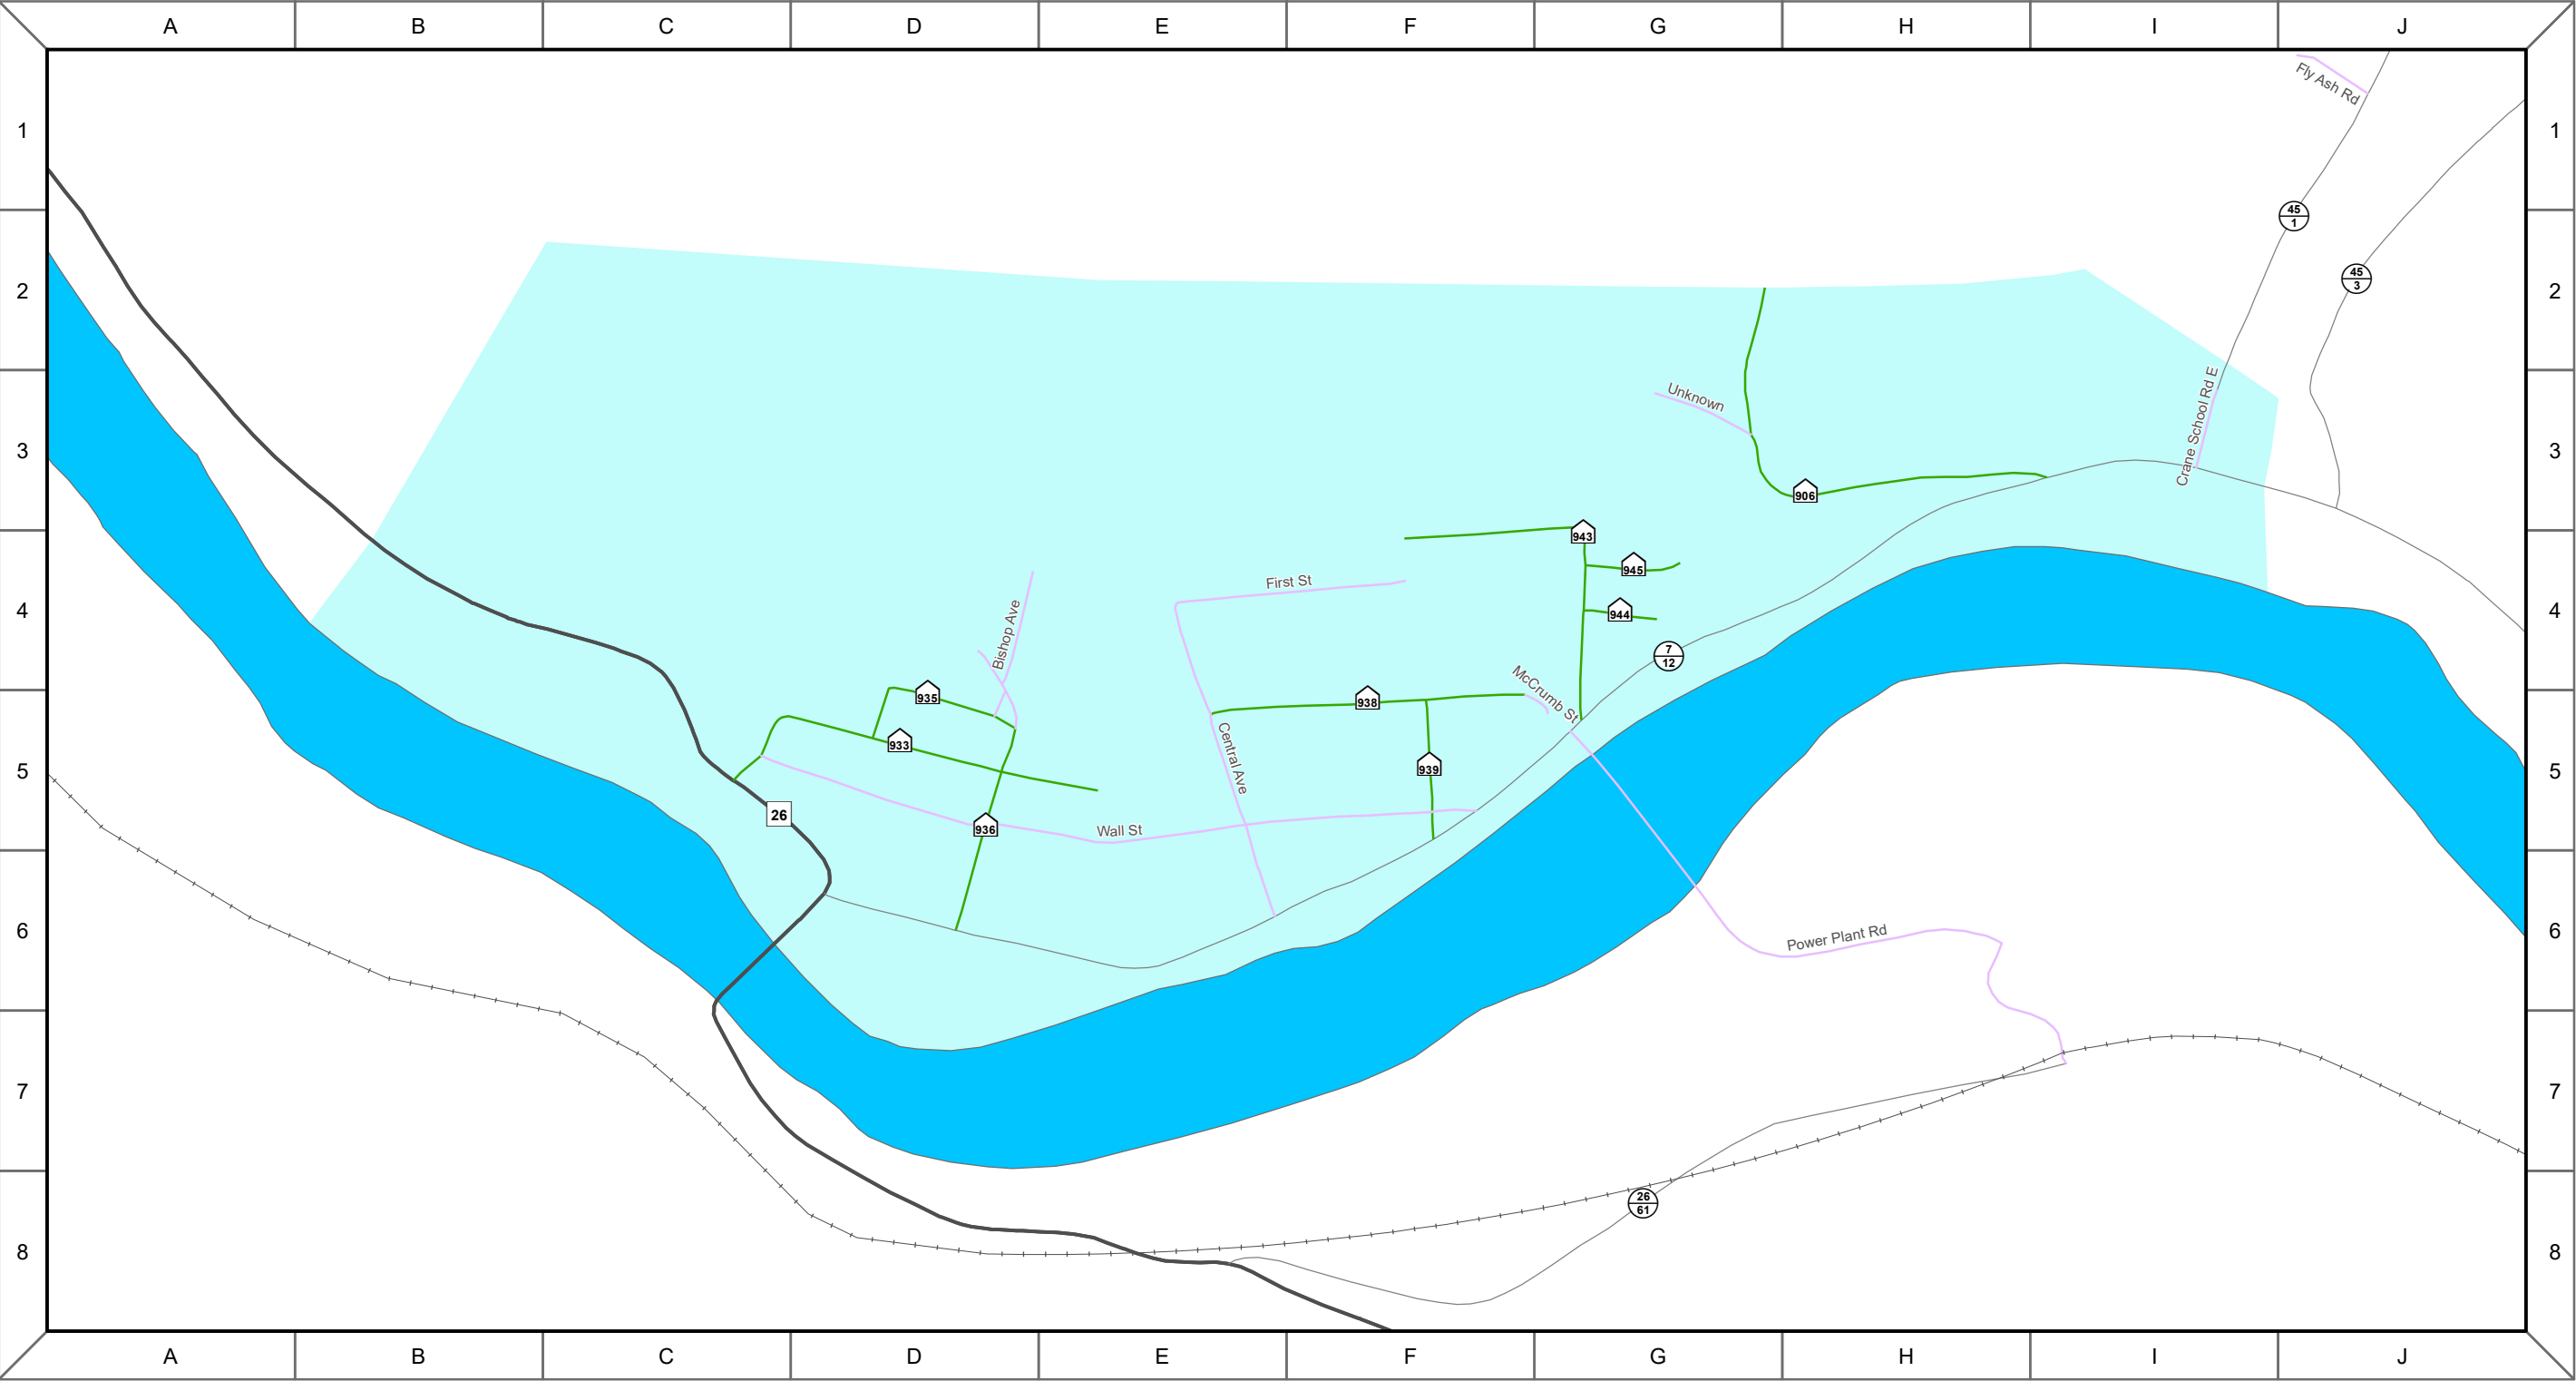 A B C D E F G H I J
Fly Ash Rd
1 1
45
1
2 2
45
3
Crane School Rd E
Unknown
3 3
906
943
945
First St
944
4 4
Bishop Ave
7
12
McCrumb St
935
938
933
Central Ave
939
5 5
26
936
Wall St
6 6
Power Plant Rd
7 7
26
61
8 8
A B C D E F G H I J